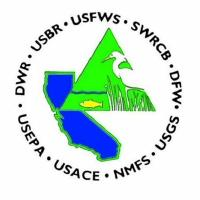 DWR · USBR · USFWS · SWRCB · DFW · USGS · NMFS · USACE · USEPA ·